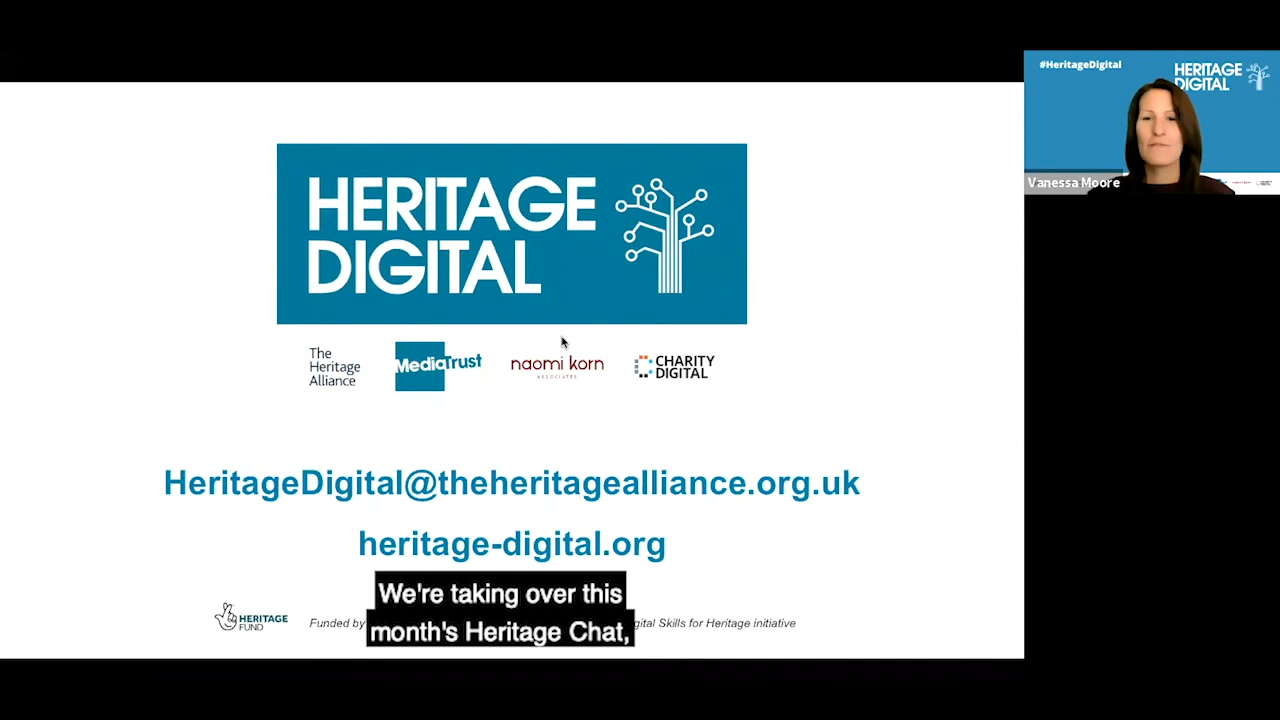 #HeritageDigital
HERITAGE
DIGITAL
Vanessa Moore
HERITAGE
DIGITAL
The
Heritage
Alliance
MediaTrust
naomi korn
ASSOCIATES
CHARITY
DIGITAL
HeritageDigital@theheritagealliance.org.uk
heritage-digital.org
We're taking over this
month's Heritage Chat,
HERITAGE
FUND
Funded by
Skills for Heritage initiative